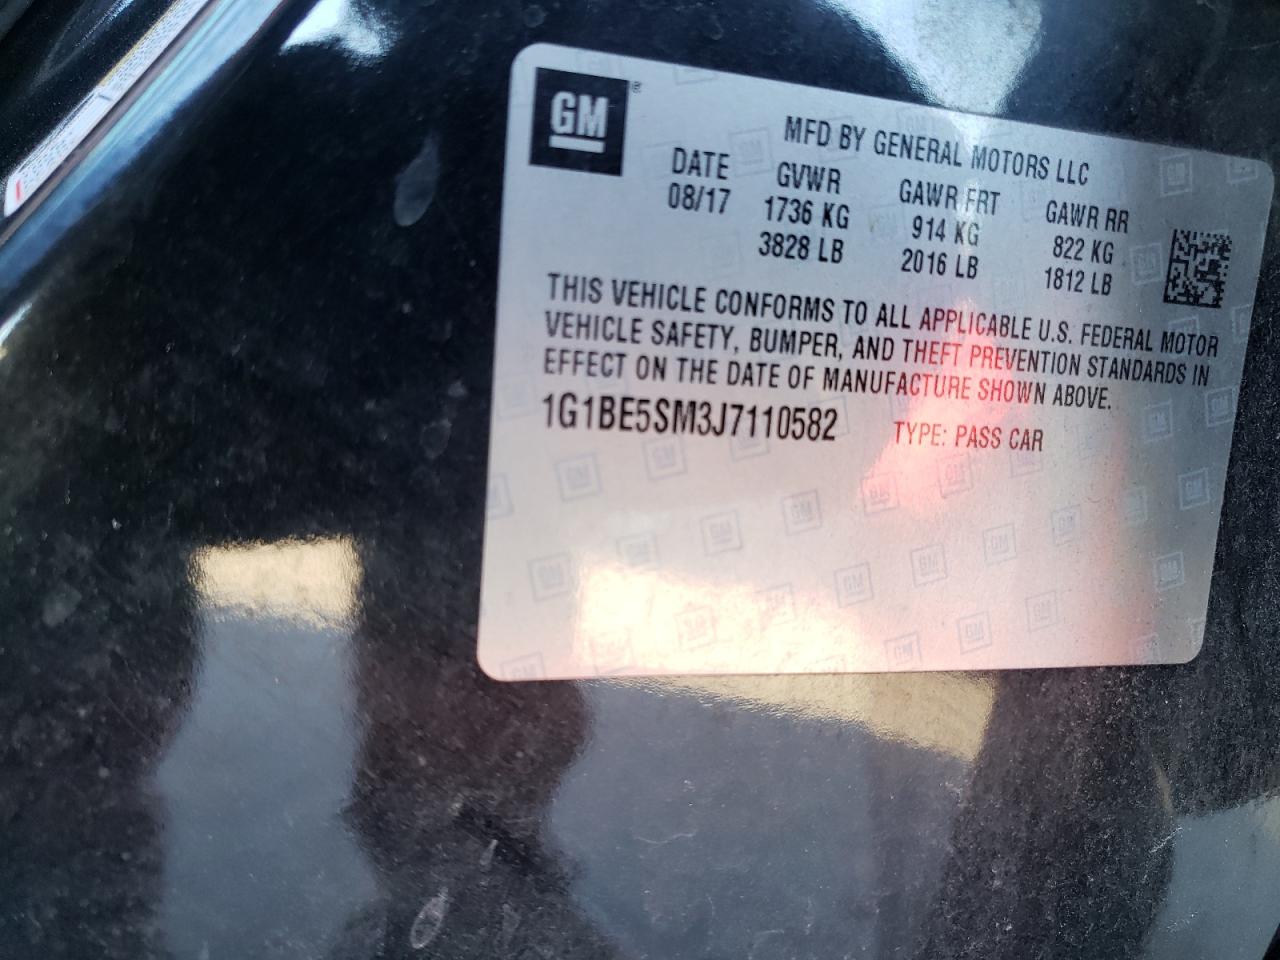 GM
MFD BY GENERAL MOTORS LLC
DATE GVWR GAWR FRT GAWR RR
08/17 1736 KG 914 KG 822 KG
3828 LB 2016 LB 1812 LB
THIS VEHICLE CONFORMS TO ALL APPLICABLE U.S. FEDERAL MOTOR
VEHICLE SAFETY, BUMPER, AND THEFT PREVENTION STANDARDS IN
EFFECT ON THE DATE OF MANUFACTURE SHOWN ABOVE.
1G1BE5SM3J7110582 TYPE: PASS CAR